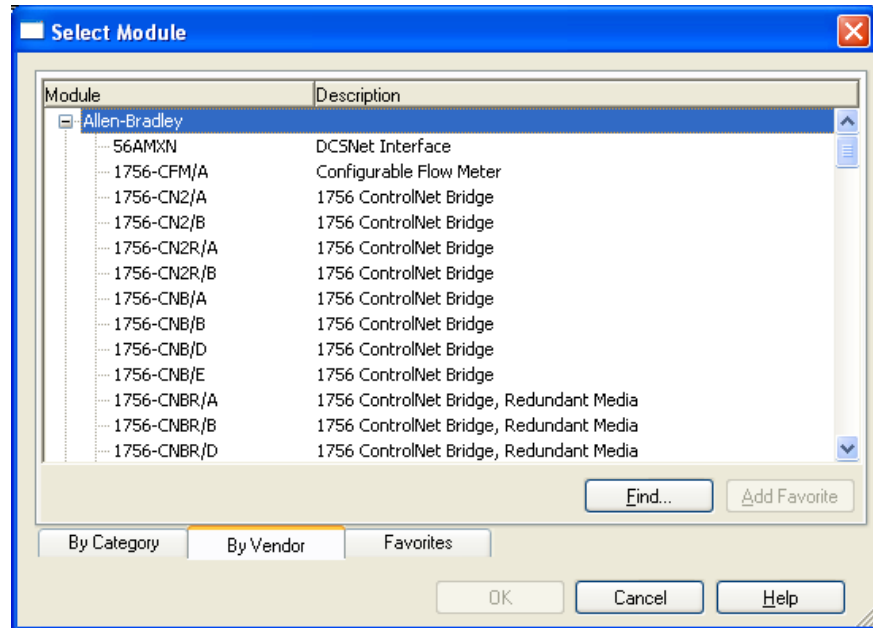 Select Module
Module Description
Allen-Bradley
56AMXN DCSNet Interface
1756-CFM/A Configurable Flow Meter
1756-CN2/A 1756 ControlNet Bridge
1756-CN2/B 1756 ControlNet Bridge
1756-CN2R/A 1756 ControlNet Bridge
1756-CN2R/B 1756 ControlNet Bridge
1756-CNB/A 1756 ControlNet Bridge
1756-CNB/B 1756 ControlNet Bridge
1756-CNB/D 1756 ControlNet Bridge
1756-CNB/E 1756 ControlNet Bridge
1756-CNBR/A 1756 ControlNet Bridge, Redundant Media
1756-CNBR/B 1756 ControlNet Bridge, Redundant Media
1756-CNBR/D 1756 ControlNet Bridge, Redundant Media
Find... Add Favorite
By Category By Vendor Favorites
OK Cancel Help